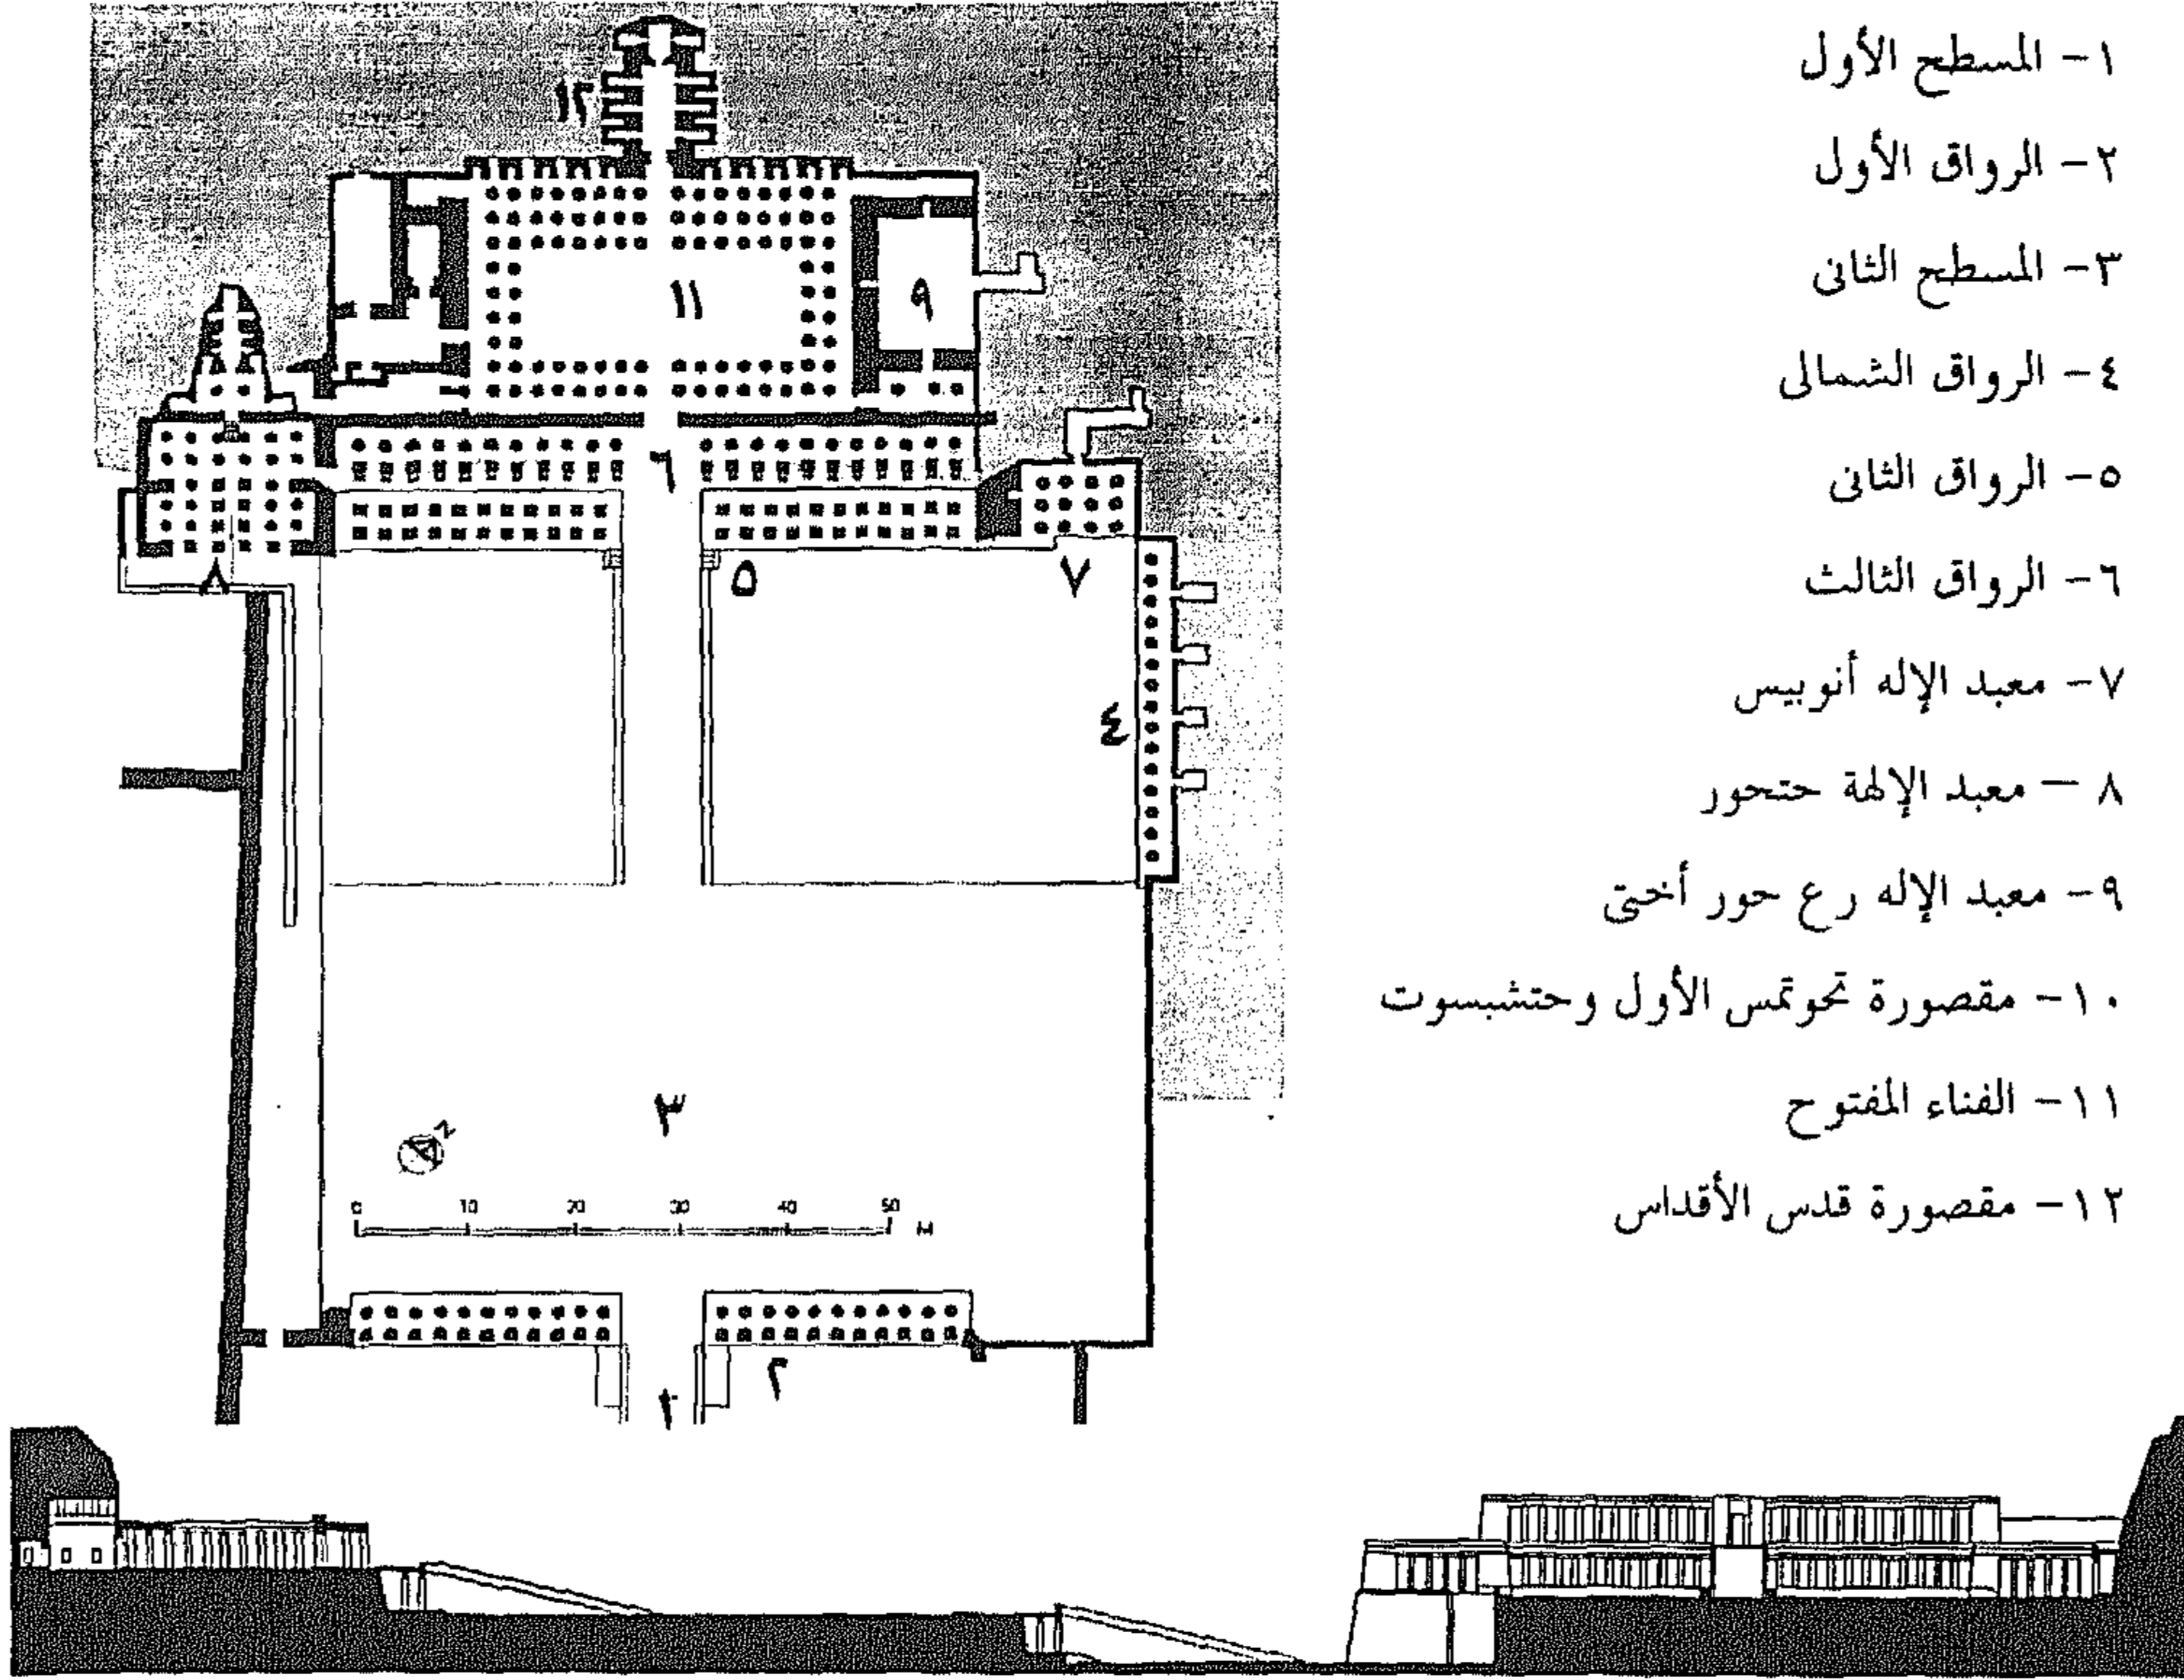 ١- المسطح الأول
٢- الرواق الأول
٣- المسطح الثانى
٤- الرواق الشمالى
٥- الرواق الثانى
٦- الرواق الثالث
٧- معبد الإله أنوبيس
٨ - معبد الإلهة حتحور
٩- معبد الإله رع حور أختى
١٠- مقصورة تحوتمس الأول وحتشبسوت
١١- الفناء المفتوح
١٢- مقصورة قدس الأقداس
١٢
١١
٩
٦
٨
٥
٧
٤
٣
N
0 10 20 30 40 50 M
٢
١